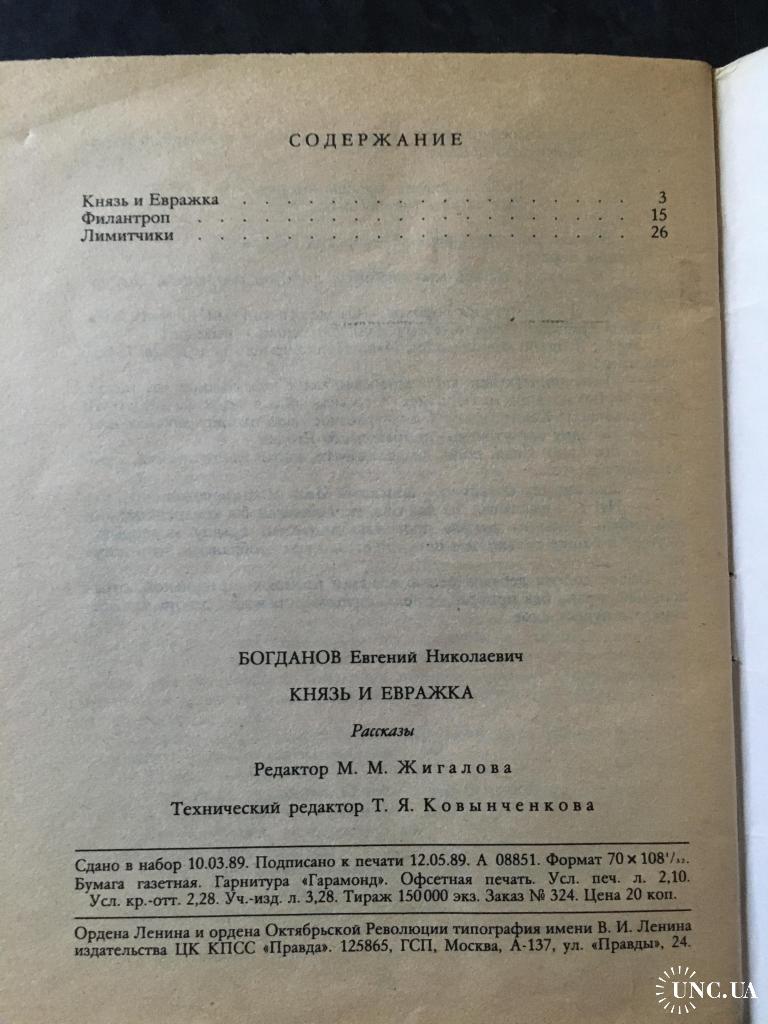 СОДЕРЖАНИЕ
Князь и Евражка . . . . . . . . . . . . . . . . . . 3
Филантроп . . . . . . . . . . . . . . . . . . . . 15
Лимитчики . . . . . . . . . . . . . . . . . . . . 26
БОГДАНОВ Евгений Николаевич
КНЯЗЬ И ЕВРАЖКА
Рассказы
Редактор М. М. Жигалова
Технический редактор Т. Я. Ковынченкова
Сдано в набор 10.03.89. Подписано к печати 12.05.89. А 08851. Формат 70×108¹/₃₂.
Бумага газетная. Гарнитура «Гарамонд». Офсетная печать. Усл. печ. л. 2,10.
Усл. кр.-отт. 2,28. Уч.-изд. л. 3,28. Тираж 150000 экз. Заказ № 324. Цена 20 коп.
Ордена Ленина и ордена Октябрьской Революции типография имени В. И. Ленина
издательства ЦК КПСС «Правда». 125865, ГСП, Москва, А-137, ул. «Правды», 24.
UNC.UA